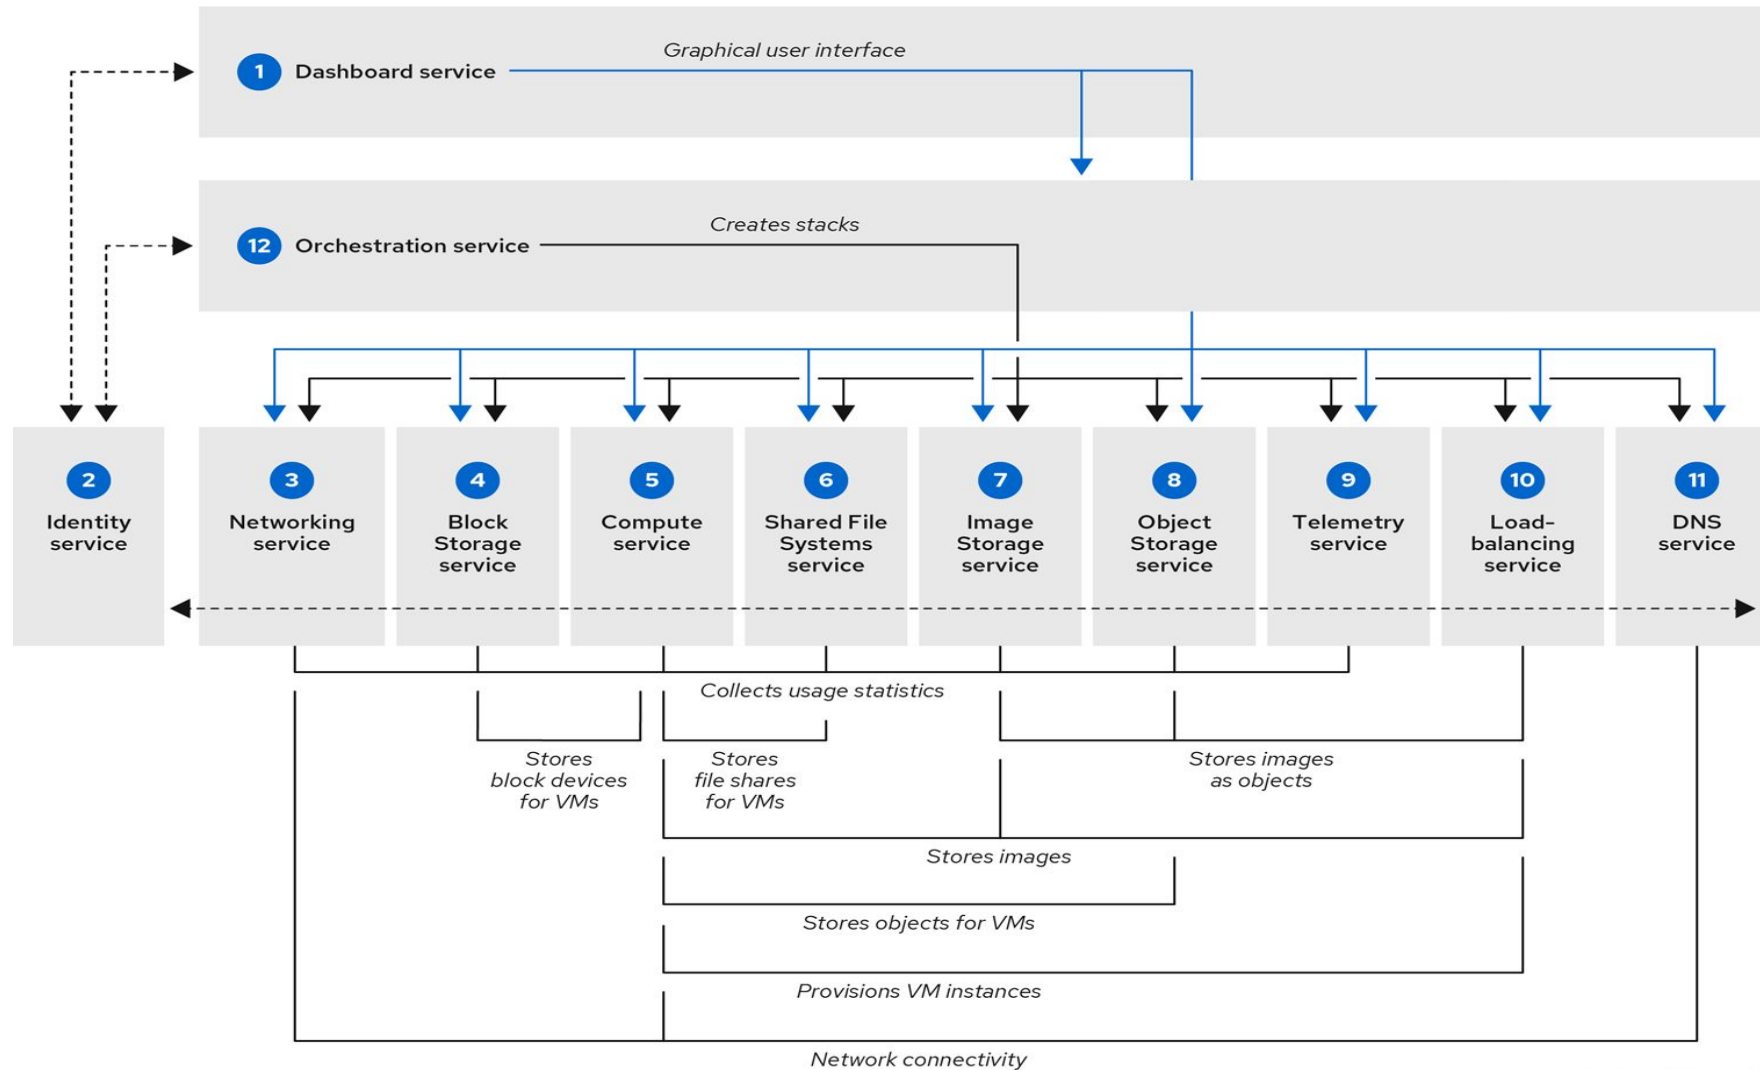 Graphical user interface
1 Dashboard service
Creates stacks
12 Orchestration service
2
Identity
service
3
Networking
service
4
Block
Storage
service
5
Compute
service
6
Shared File
Systems
service
7
Image
Storage
service
8
Object
Storage
service
9
Telemetry
service
10
Load-
balancing
service
11
DNS
service
Collects usage statistics
Stores
block devices
for VMs
Stores
file shares
for VMs
Stores images
as objects
Stores images
Stores objects for VMs
Provisions VM instances
Network connectivity